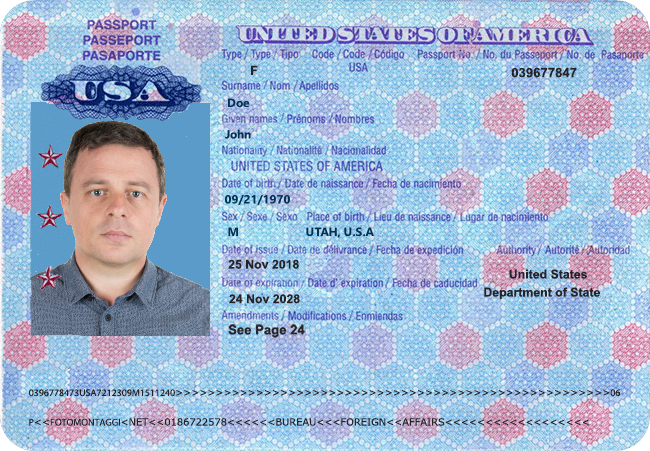 PASSPORT
PASSEPORT
PASAPORTE
USA
UNITED STATES OF AMERICA
Type / Type / Tipo Code / Code / Código Passport No / No. du Passeport / No. de Pasaporte
F USA 039677847
Surname / Nom / Apellidos
Doe
Given names / Prénoms / Nombres
John
Nationality / Nationalité / Nacionalidad
UNITED STATES OF AMERICA
Date of birth / Date de naissance / Fecha de nacimiento
09/21/1970
Sex / Sexe / Sexo Place of birth / Lieu de naissance / Lugar de nacimiento
M UTAH, U.S.A
Date of issue / Date de délivrance / Fecha de expedición Authority / Autorité / Autoridad
25 Nov 2018 United States
Date of expiration / Date d' expiration / Fecha de caducidad Department of State
24 Nov 2028
Amendments / Modifications / Enmiendas
See Page 24
0396778473USA7212309M1511240>>>>>>>>>>>>>>>>>>>>>>>>>>>>>>>>>>>>>>>>>>>>>>>>>>>>>>06
P<<FOTOMONTAGGI<NET<<0186722578<<<<<<BUREAU<<<FOREIGN<<AFFAIRS<<<<<<<<<<<<<<<<<